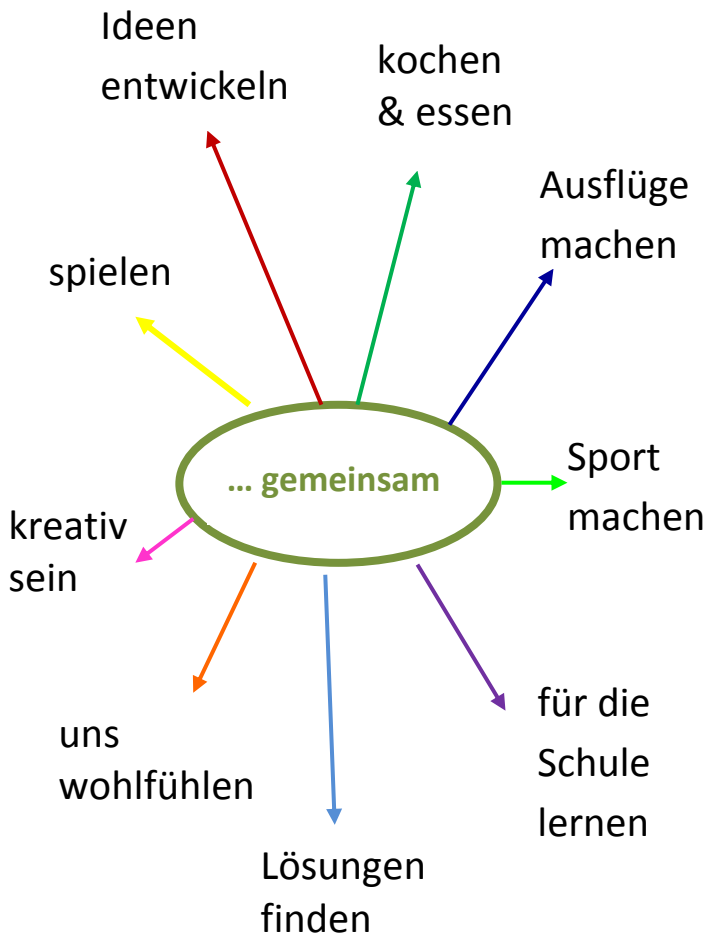 Ideen
entwickeln
kochen
& essen
Ausflüge
machen
spielen
... gemeinsam
Sport
machen
kreativ
sein
für die
Schule
lernen
uns
wohlfühlen
Lösungen
finden